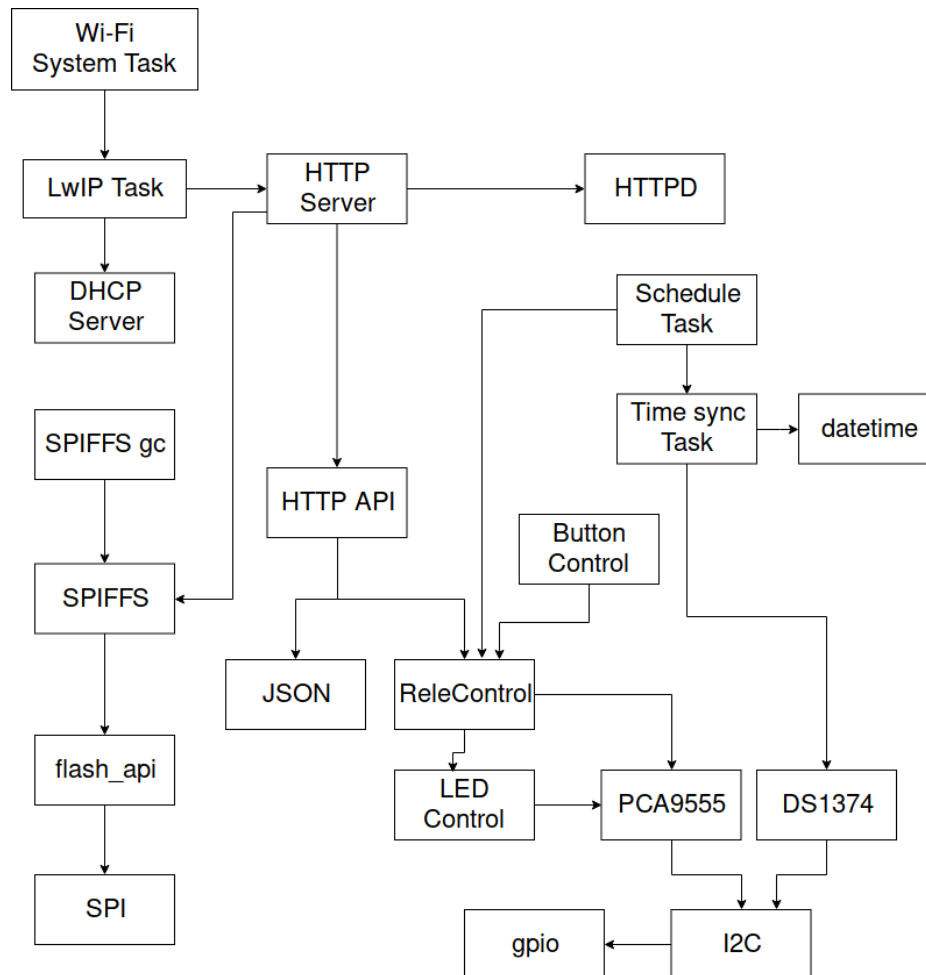 Wi-Fi
System Task
LwIP Task
HTTP
Server
HTTPD
DHCP
Server
Schedule
Task
SPIFFS gc
Time sync
Task
datetime
HTTP API
Button
Control
SPIFFS
JSON
ReleControl
flash_api
LED
Control
PCA9555
DS1374
SPI
gpio
I2C